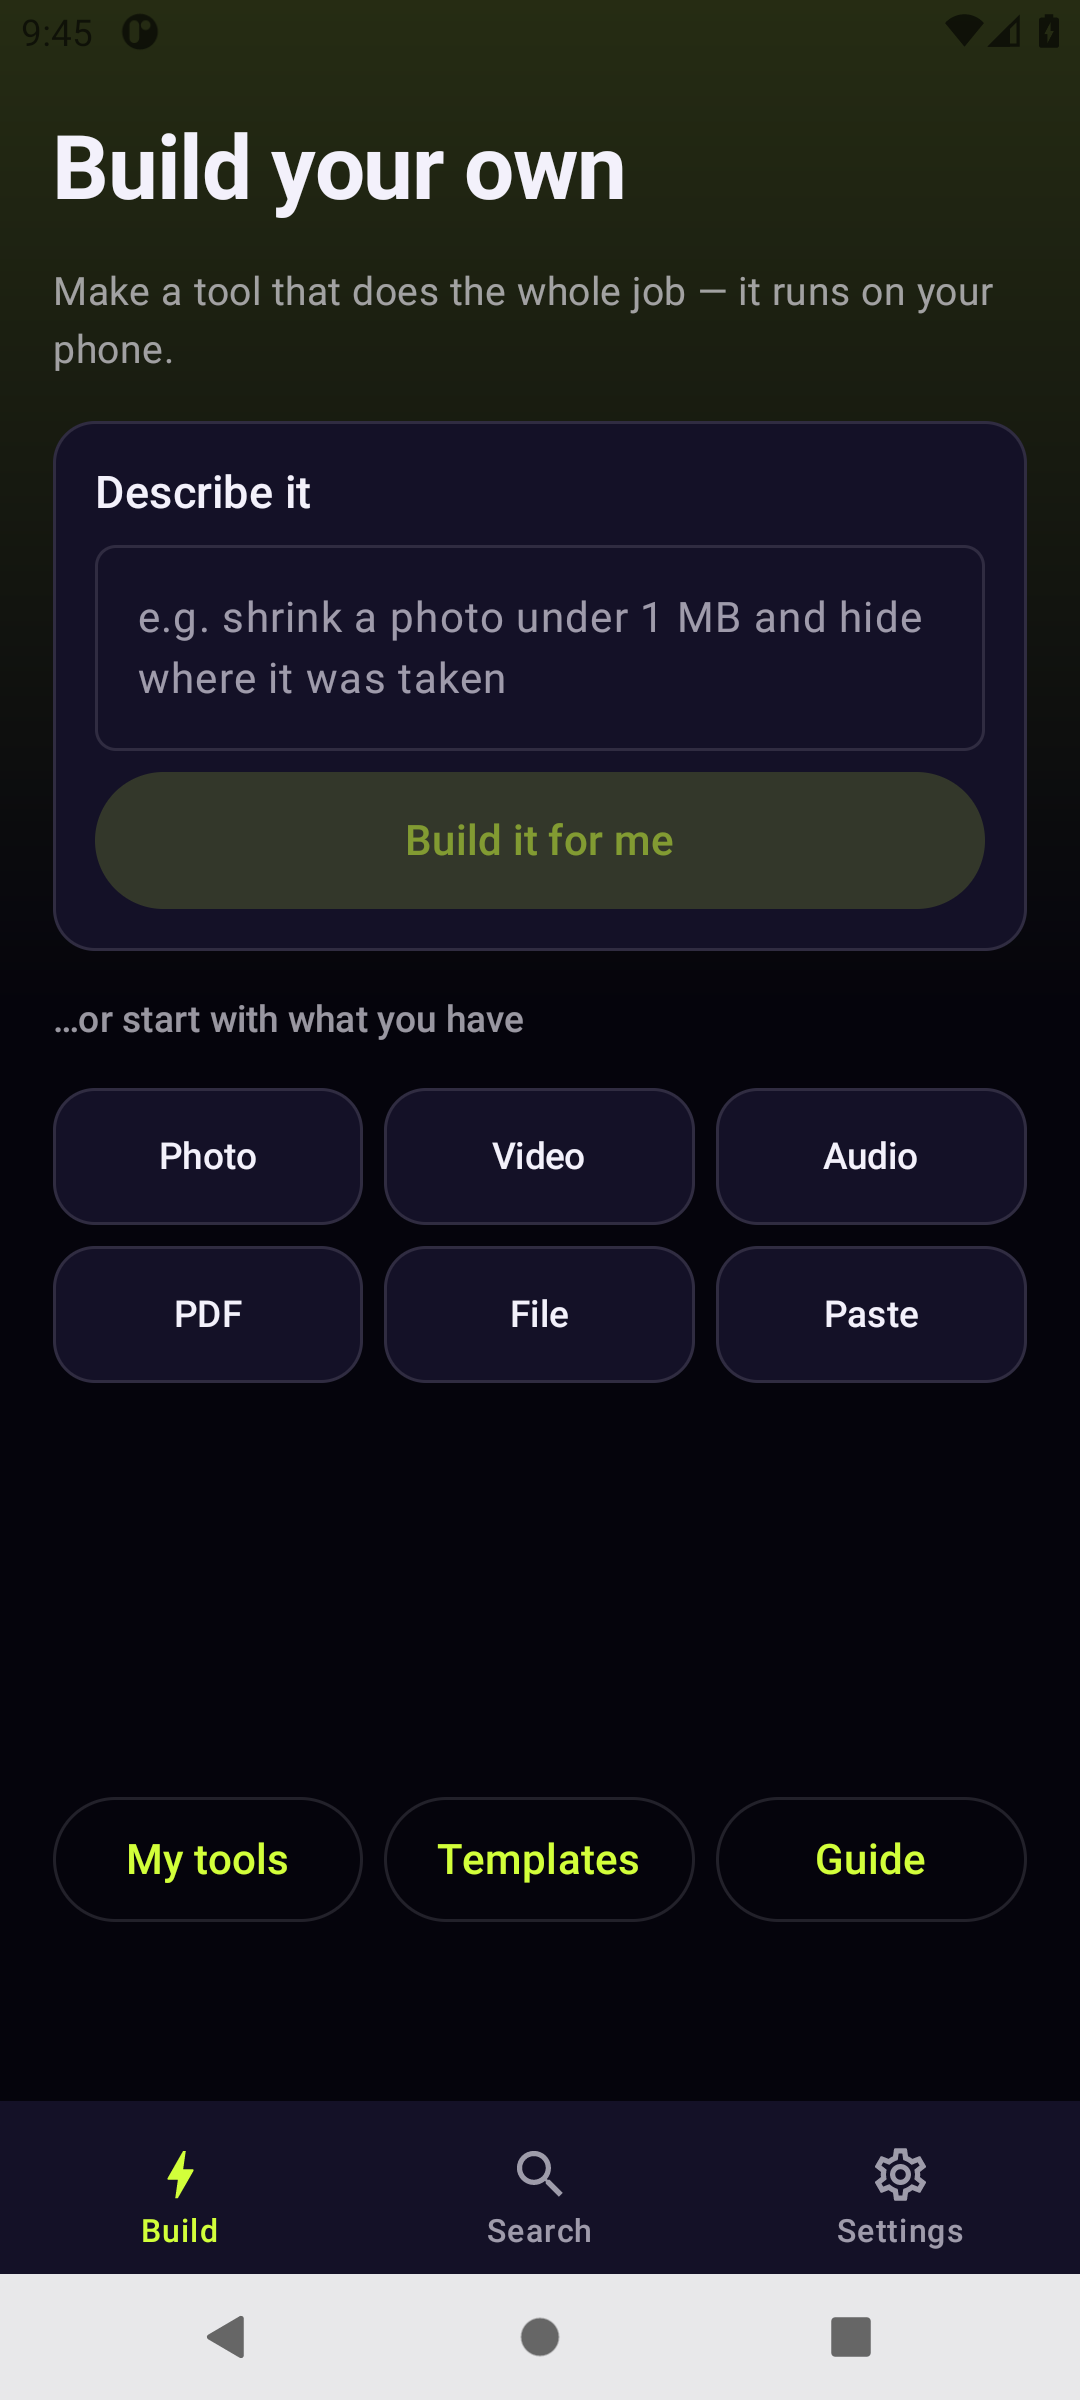 9:45
Build your own
Make a tool that does the whole job — it runs on your
phone.
Describe it
e.g. shrink a photo under 1 MB and hide
where it was taken
Build it for me
…or start with what you have
Photo Video Audio
PDF File Paste
My tools Templates Guide
Build Search Settings